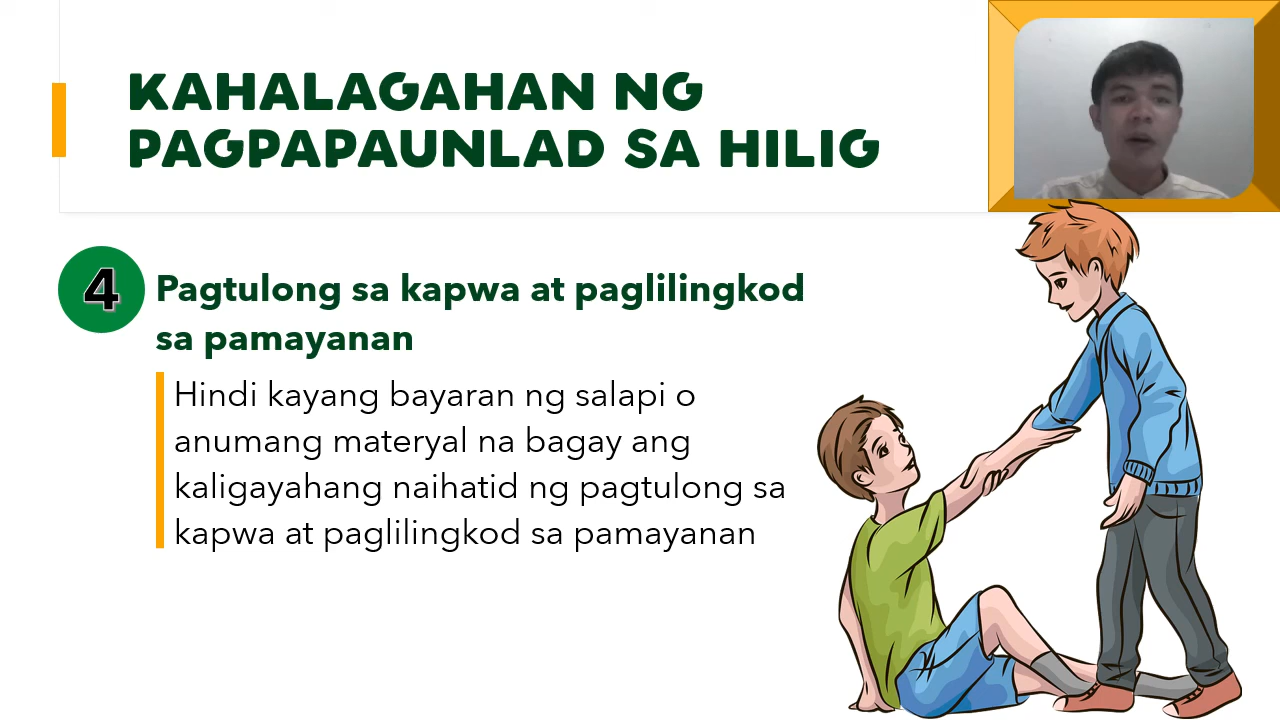 KAHALAGAHAN NG
PAGPAPAUNLAD SA HILIG
4
Pagtulong sa kapwa at paglilingkod
sa pamayanan
Hindi kayang bayaran ng salapi o
anumang materyal na bagay ang
kaligayahang naihatid ng pagtulong sa
kapwa at paglilingkod sa pamayanan